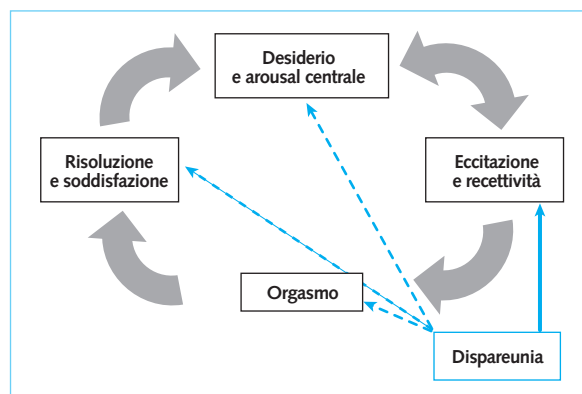 Desiderio
e arousal centrale
Risoluzione
e soddisfazione
Eccitazione
e recettività
Orgasmo
Dispareunia